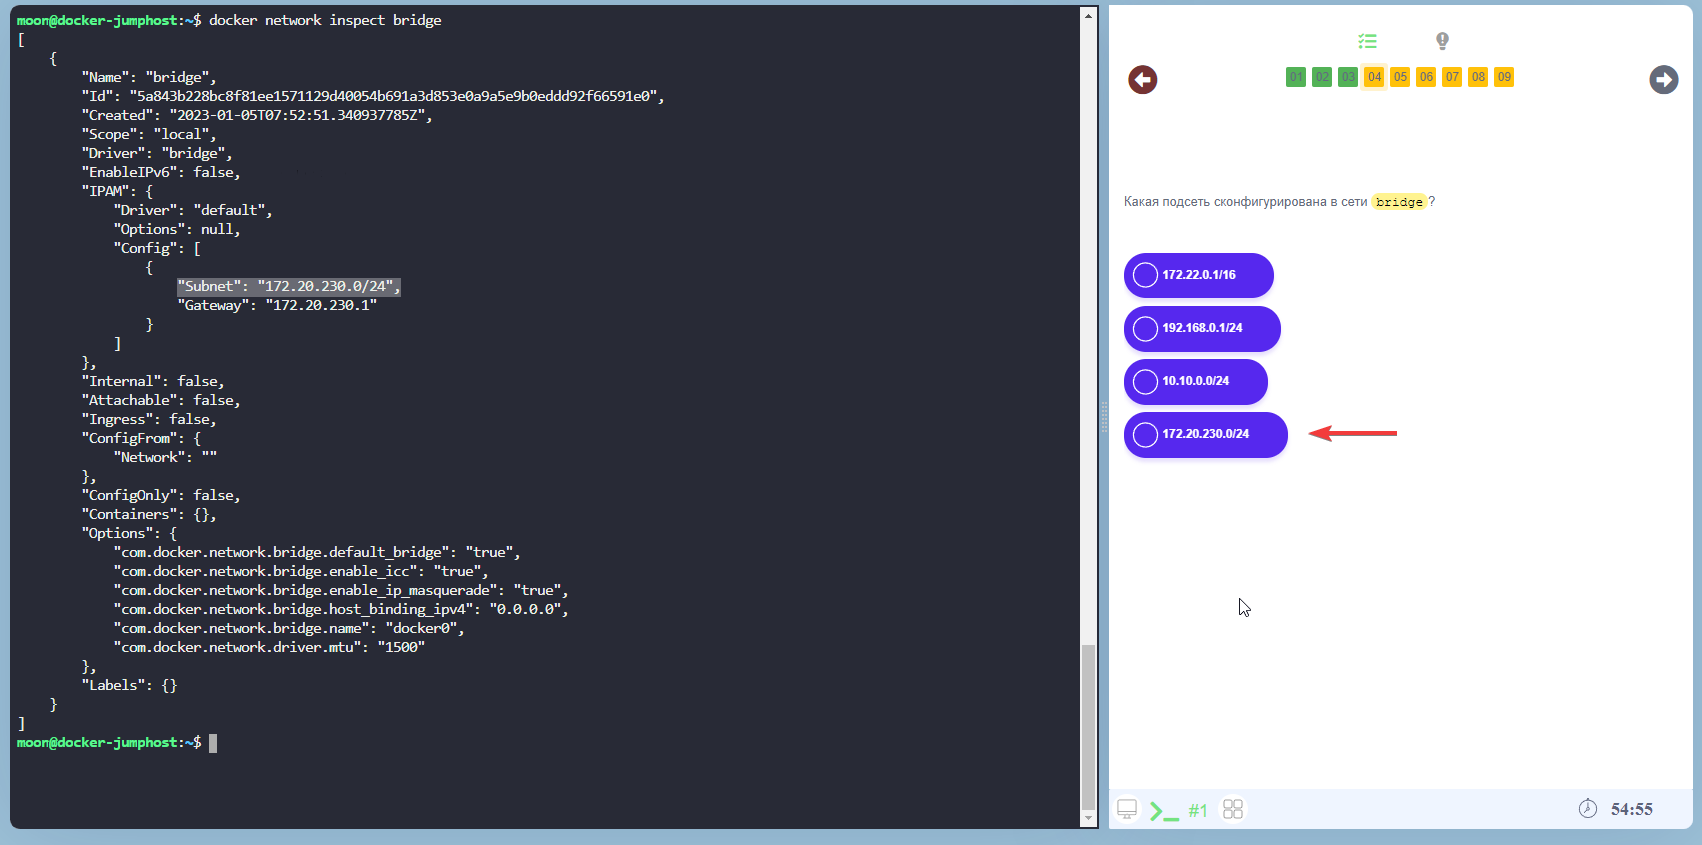 moon@docker-jumphost:~$ docker network inspect bridge
[
    {
        "Name": "bridge",
        "Id": "5a843b228bc8f81ee1571129d40054b691a3d853e0a9a5e9b0eddd92f66591e0",
        "Created": "2023-01-05T07:52:51.340937785Z",
        "Scope": "local",
        "Driver": "bridge",
        "EnableIPv6": false,
        "IPAM": {
            "Driver": "default",
            "Options": null,
            "Config": [
                {
                    "Subnet": "172.20.230.0/24",
                    "Gateway": "172.20.230.1"
                }
            ]
        },
        "Internal": false,
        "Attachable": false,
        "Ingress": false,
        "ConfigFrom": {
            "Network": ""
        },
        "ConfigOnly": false,
        "Containers": {},
        "Options": {
            "com.docker.network.bridge.default_bridge": "true",
            "com.docker.network.bridge.enable_icc": "true",
            "com.docker.network.bridge.enable_ip_masquerade": "true",
            "com.docker.network.bridge.host_binding_ipv4": "0.0.0.0",
            "com.docker.network.bridge.name": "docker0",
            "com.docker.network.driver.mtu": "1500"
        },
        "Labels": {}
    }
]
moon@docker-jumphost:~$
01 02 03 04 05 06 07 08 09
Какая подсеть сконфигурирована в сети bridge?
172.22.0.1/16
192.168.0.1/24
10.10.0.0/24
172.20.230.0/24
#1
54:55